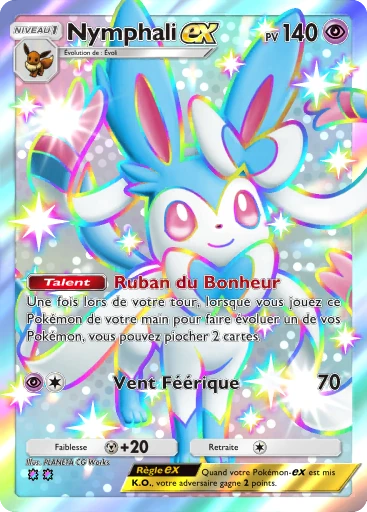 NIVEAU 1
Nymphali ex
PV 140
Évolution de : Évoli
Talent Ruban du Bonheur
Une fois lors de votre tour, lorsque vous jouez ce
Pokémon de votre main pour faire évoluer un de vos
Pokémon, vous pouvez piocher 2 cartes.
Vent Féérique 70
Faiblesse +20
Retraite
Illus. PLANETA CG Works
Règle ex
Quand votre Pokémon-ex est mis
K.O., votre adversaire gagne 2 points.